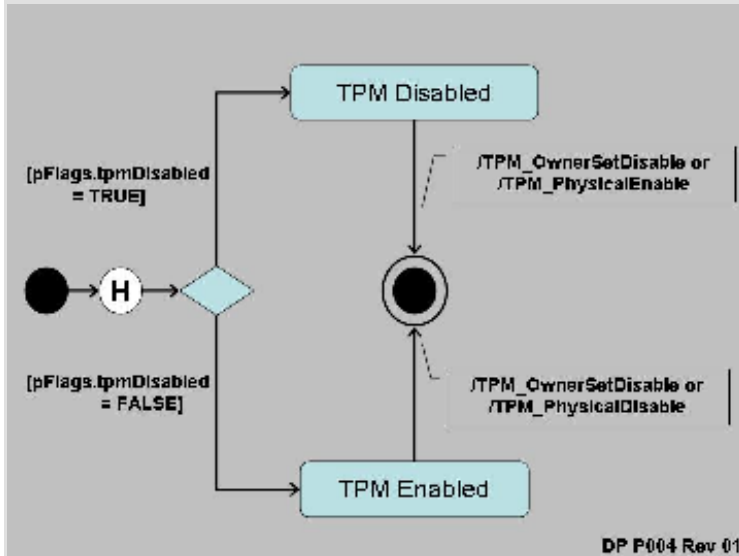 TPM Disabled
[pFlags.tpmDisabled
= TRUE]
/TPM_OwnerSetDisable or
/TPM_PhysicalEnable
H
[pFlags.tpmDisabled
= FALSE]
/TPM_OwnerSetDisable or
/TPM_PhysicalDisable
TPM Enabled
DP P004 Rev 01